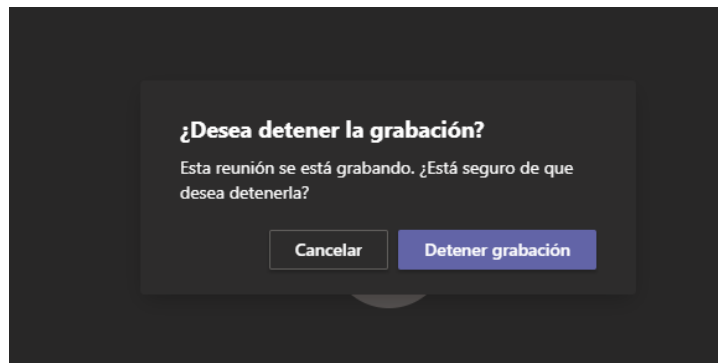 ¿Desea detener la grabación?
Esta reunión se está grabando. ¿Está seguro de que
desea detenerla?
Cancelar
Detener grabación